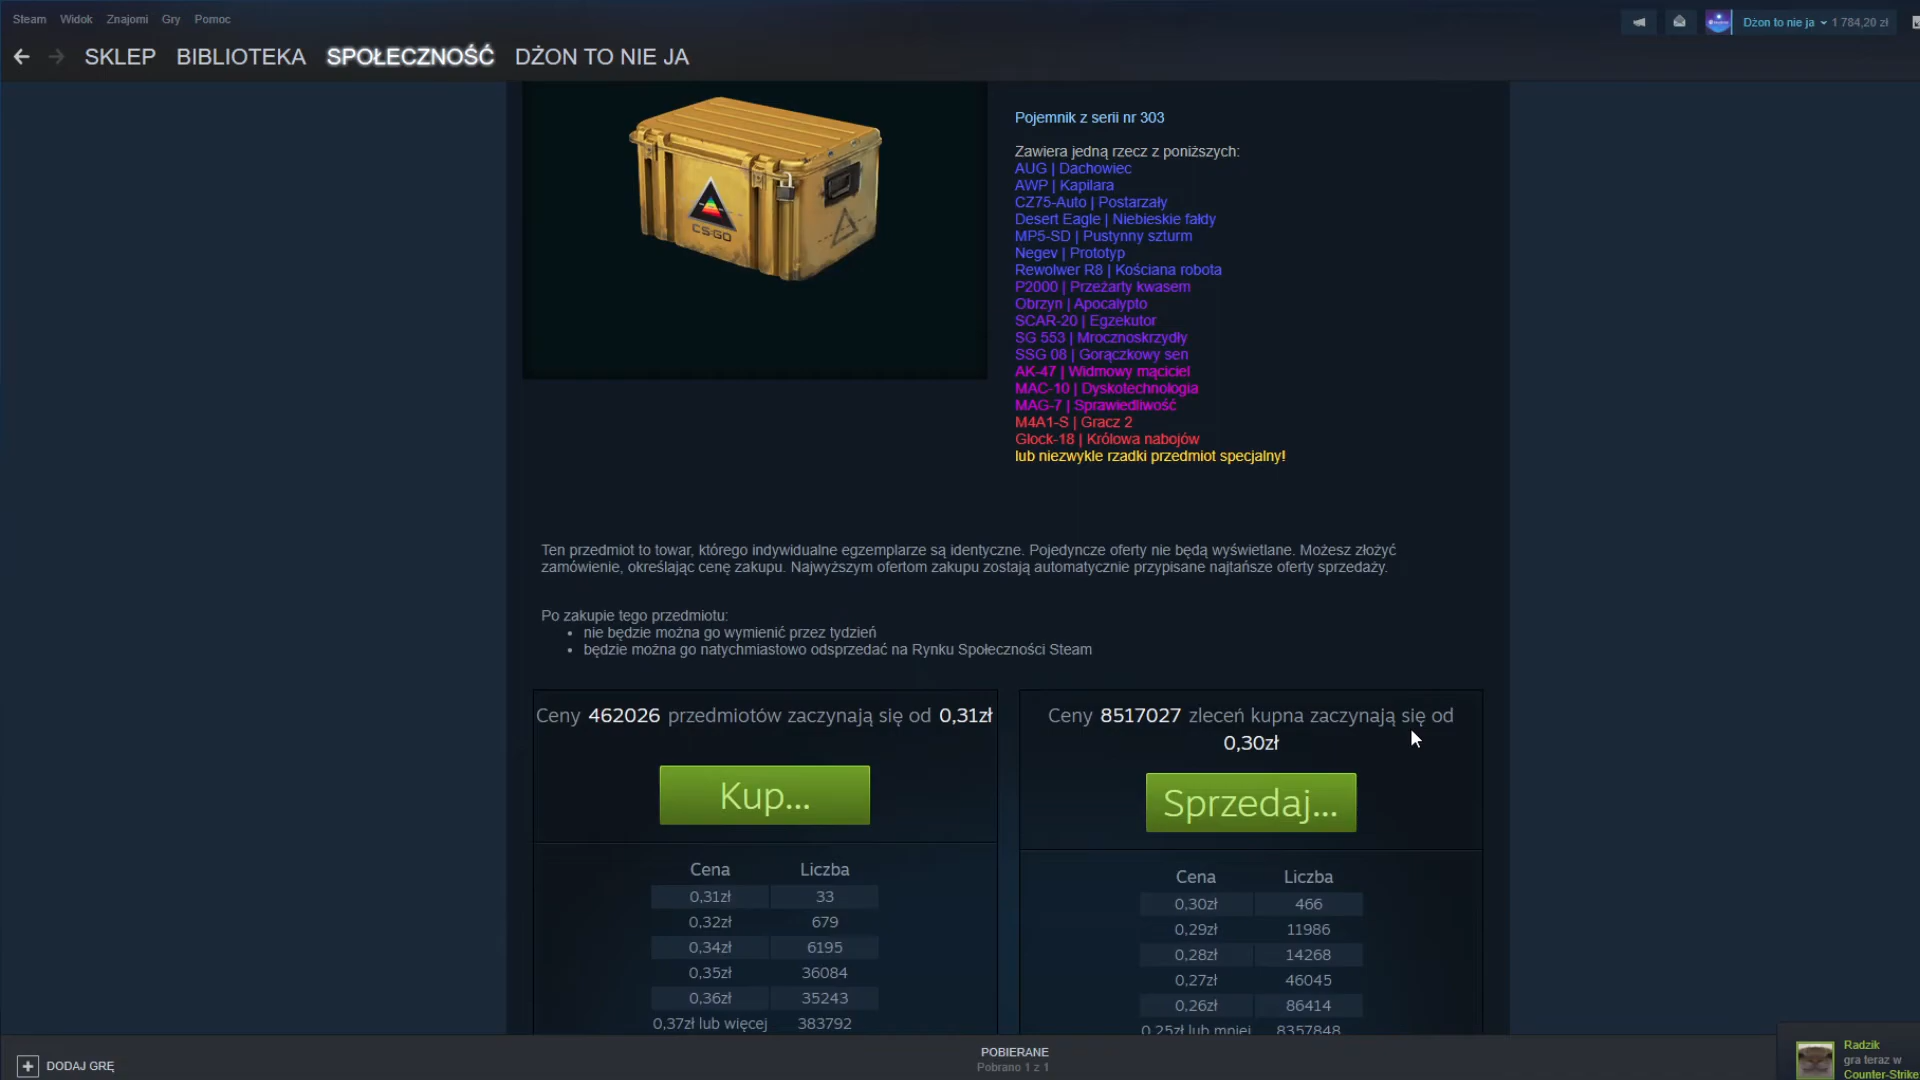 Steam Widok Znajomi Gry Pomoc
Dżon to nie ja 1 784,20 zł
SKLEP BIBLIOTEKA SPOŁECZNOŚĆ DŻON TO NIE JA
CS:GO
Pojemnik z serii nr 303
Zawiera jedną rzecz z poniższych:
AUG | Dachowiec
AWP | Kapilara
CZ75-Auto | Postarzały
Desert Eagle | Niebieskie fałdy
MP5-SD | Pustynny szturm
Negev | Prototyp
Rewolwer R8 | Kościana robota
P2000 | Przeżarty kwasem
Obrzyn | Apocalypto
SCAR-20 | Egzekutor
SG 553 | Mrocznoskrzydły
SSG 08 | Gorączkowy sen
AK-47 | Widmowy mąciciel
MAC-10 | Dyskotechnologia
MAG-7 | Sprawiedliwość
M4A1-S | Gracz 2
Glock-18 | Królowa nabojów
lub niezwykle rzadki przedmiot specjalny!
Ten przedmiot to towar, którego indywidualne egzemplarze są identyczne. Pojedyncze oferty nie będą wyświetlane. Możesz złożyć
zamówienie, określając cenę zakupu. Najwyższym ofertom zakupu zostają automatycznie przypisane najtańsze oferty sprzedaży.
Po zakupie tego przedmiotu:
• nie będzie można go wymienić przez tydzień
• będzie można go natychmiastowo odsprzedać na Rynku Społeczności Steam
Ceny 462026 przedmiotów zaczynają się od 0,31zł
Kup...
Cena Liczba
0,31zł 33
0,32zł 679
0,34zł 6195
0,35zł 36084
0,36zł 35243
0,37zł lub więcej 383792
Ceny 8517027 zleceń kupna zaczynają się od
0,30zł
Sprzedaj...
Cena Liczba
0,30zł 466
0,29zł 11986
0,28zł 14268
0,27zł 46045
0,26zł 86414
0,25zł lub mniej 8357848
+ DODAJ GRĘ
POBIERANE
Pobrano 1 z 1
Radzik
gra teraz w
Counter-Strike